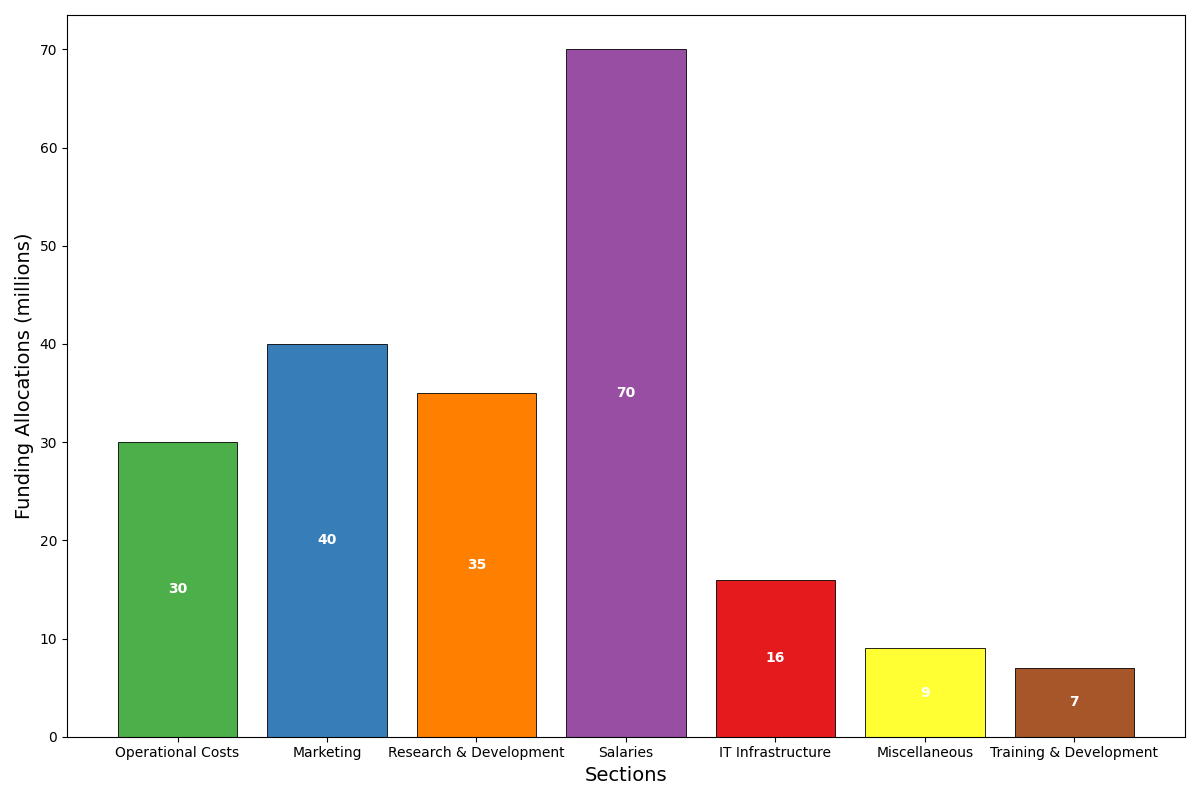 Funding Allocations (millions)
70
60
50
40
30
20
10
0
30
40
35
70
16
9
7
Operational Costs
Marketing
Research & Development
Salaries
IT Infrastructure
Miscellaneous
Training & Development
Sections